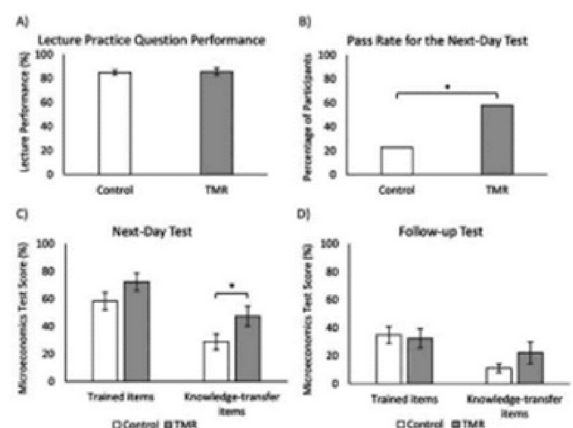 A)
Lecture Practice Question Performance
Lecture Performance (%)
100
80
60
40
20
0
Control
TMR
B)
Pass Rate for the Next-Day Test
Percentage of Participants
100
80
60
40
20
0
*
Control
TMR
C)
Next-Day Test
Microeconomics Test Score (%)
100
80
60
40
20
0
*
Trained items
Knowledge-transfer
items
□Control ■TMR
D)
Follow-up Test
Microeconomics Test Score (%)
100
80
60
40
20
0
Trained items
Knowledge-transfer
items
□Control ■TMR